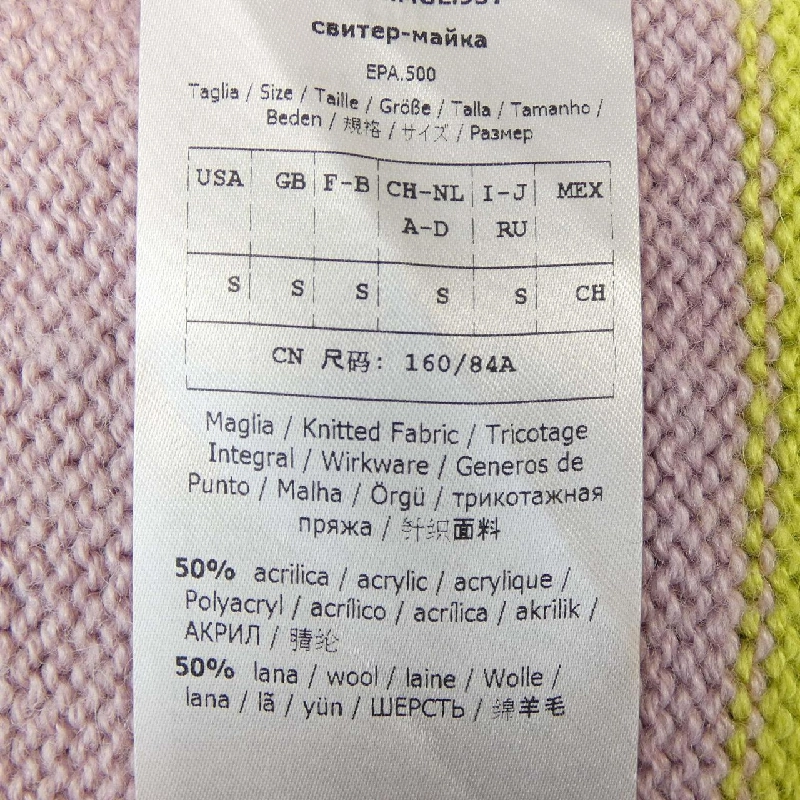 свитер-майка
EPA.500
Taglia / Size / Taille / Größe / Talla / Tamanho /
Beden / 規格 / サイズ / Размер
USA GB F-B CH-NL I-J MEX
A-D RU
S S S S S CH
CN 尺码: 160/84A
Maglia / Knitted Fabric / Tricotage
Integral / Wirkware / Generos de
Punto / Malha / Örgü / трикотажная
пряжа / 针织面料
50% acrilica / acrylic / acrylique /
Polyacryl / acrílico / acrílica / akrilik /
АКРИЛ / 腈纶
50% lana / wool / laine / Wolle /
lana / lã / yün / ШЕРСТЬ / 绵羊毛